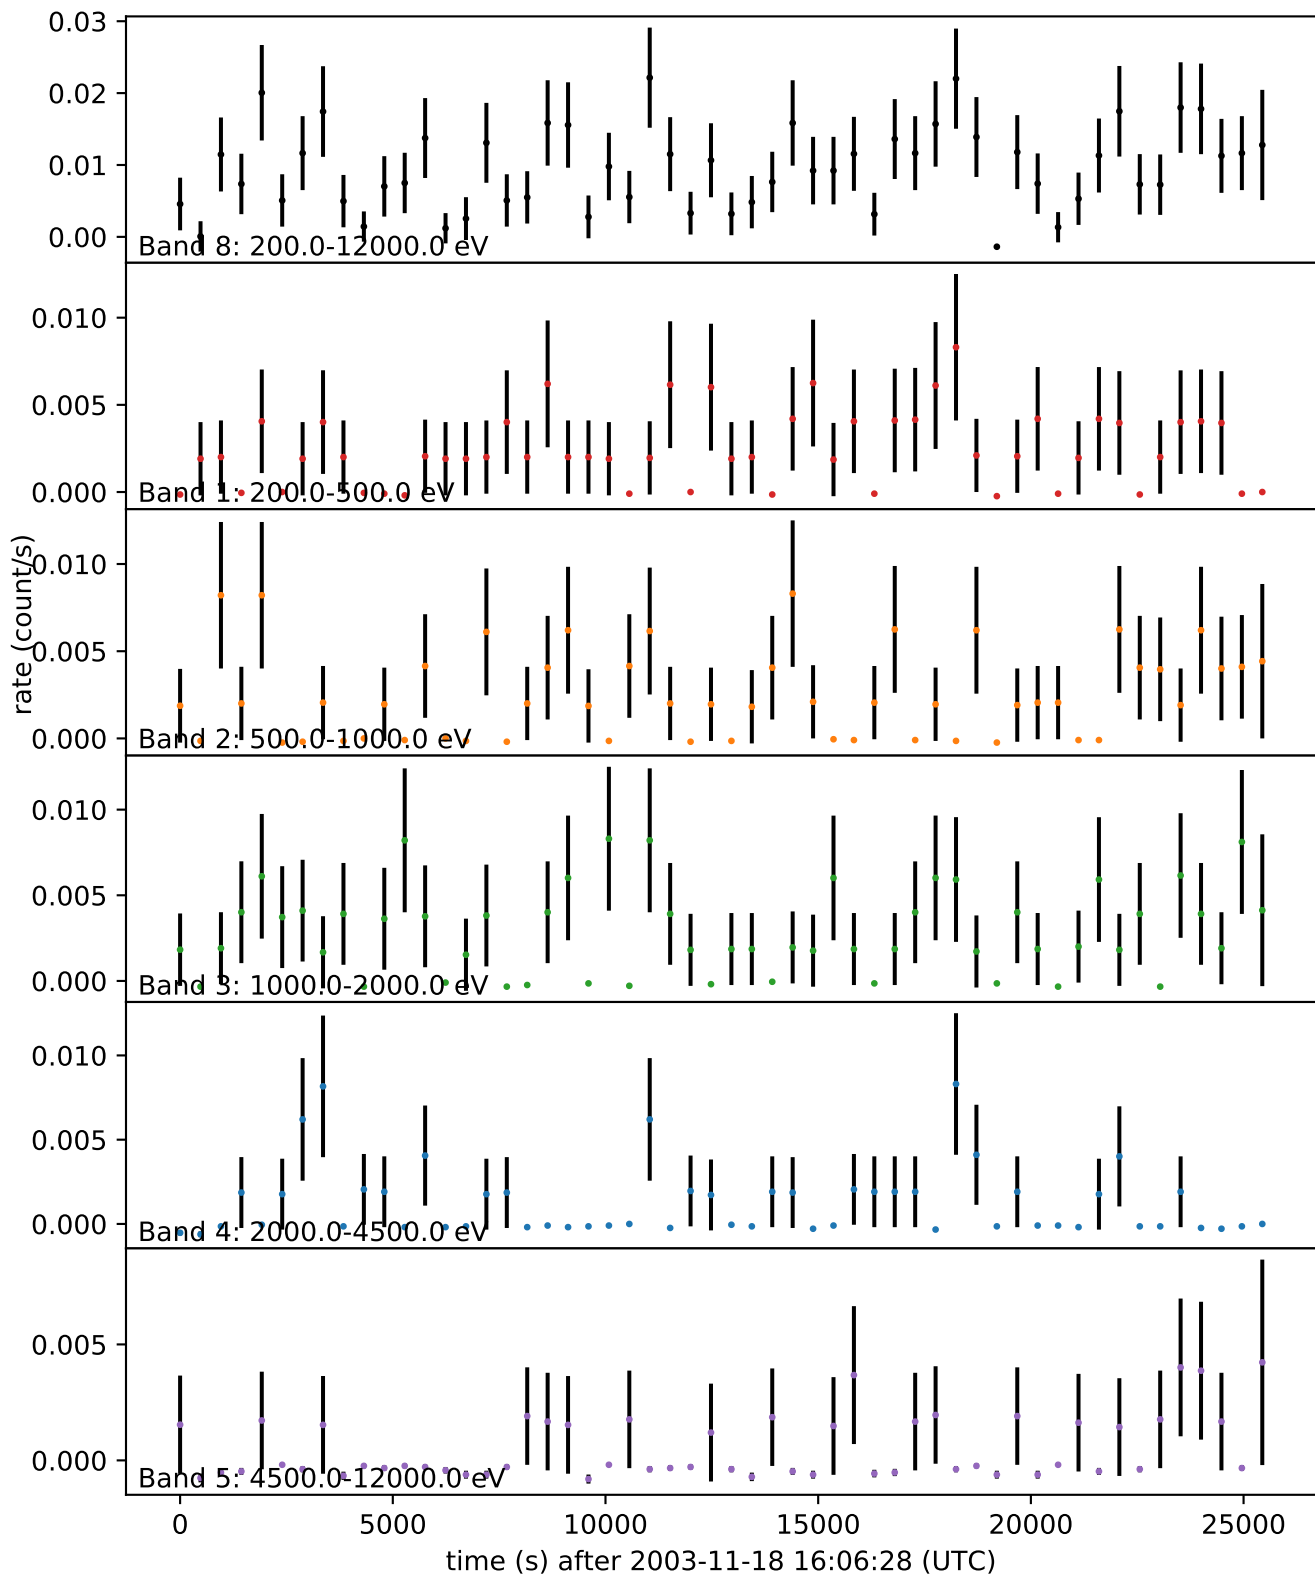 0.03
0.02
0.01
0.00
Band 8: 200.0-12000.0 eV
0.010
0.005
0.000
Band 1: 200.0-500.0 eV
rate (count/s)
0.010
0.005
0.000
Band 2: 500.0-1000.0 eV
0.010
0.005
0.000
Band 3: 1000.0-2000.0 eV
0.010
0.005
0.000
Band 4: 2000.0-4500.0 eV
0.005
0.000
Band 5: 4500.0-12000.0 eV
0 5000 10000 15000 20000 25000
time (s) after 2003-11-18 16:06:28 (UTC)